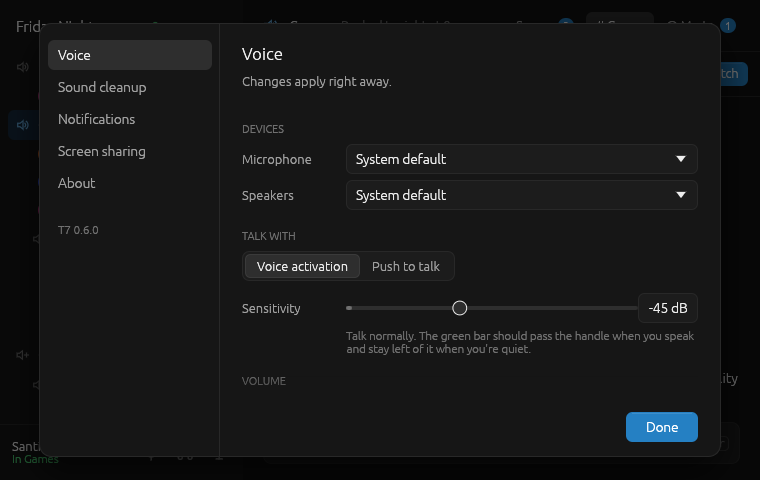 Voice
Sound cleanup
Notifications
Screen sharing
About
T7 0.6.0
Voice
Changes apply right away.
DEVICES
Microphone
System default
Speakers
System default
TALK WITH
Voice activation
Push to talk
Sensitivity
-45 dB
Talk normally. The green bar should pass the handle when you speak
and stay left of it when you're quiet.
VOLUME
Done
In Games
1